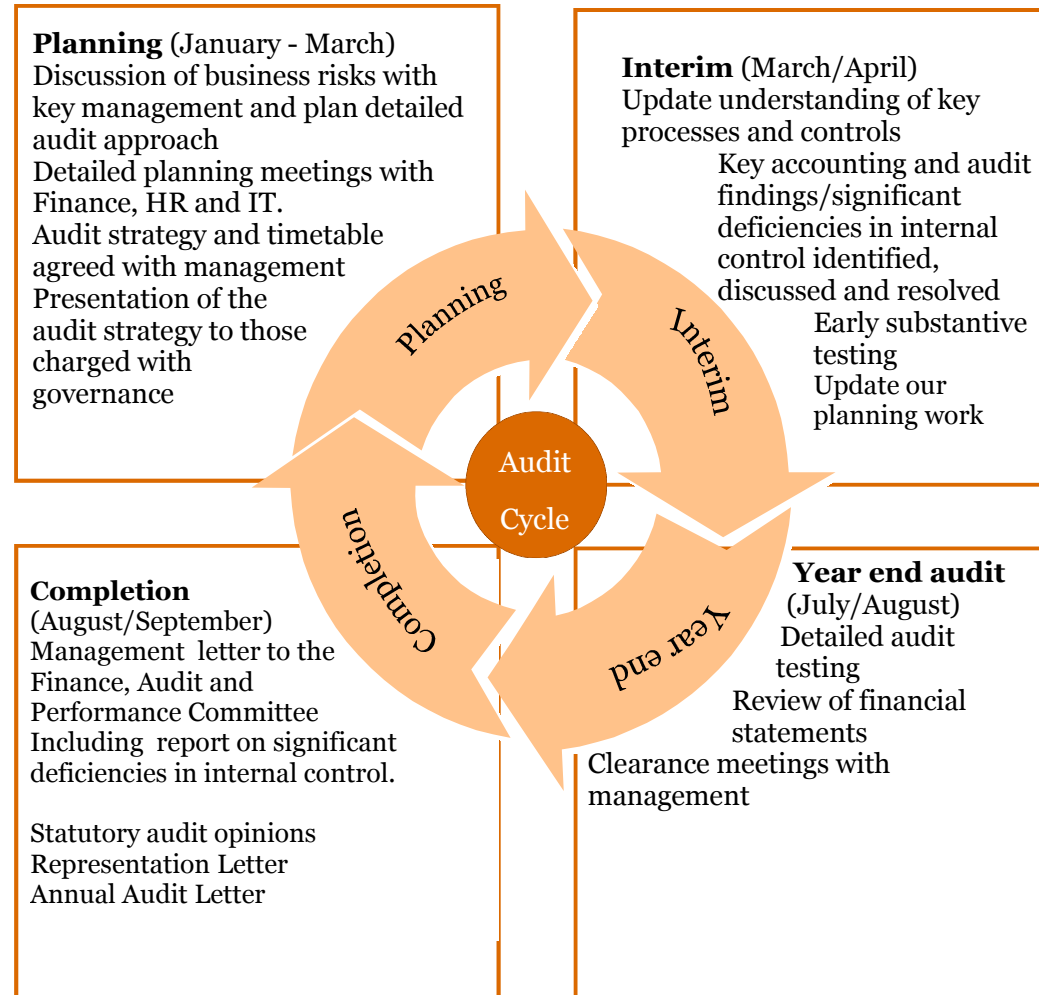 Planning (January - March)
Discussion of business risks with
key management and plan detailed
audit approach
Detailed planning meetings with
Finance, HR and IT.
Audit strategy and timetable
agreed with management
Presentation of the
audit strategy to those
charged with
governance
Interim (March/April)
Update understanding of key
processes and controls
Key accounting and audit
findings/significant
deficiencies in internal
control identified,
discussed and resolved
Early substantive
testing
Update our
planning work
Planning
Interim
Audit
Cycle
Completion
Year end
Completion
(August/September)
Management letter to the
Finance, Audit and
Performance Committee
Including report on significant
deficiencies in internal control.
Statutory audit opinions
Representation Letter
Annual Audit Letter
Year end audit
(July/August)
Detailed audit
testing
Review of financial
statements
Clearance meetings with
management